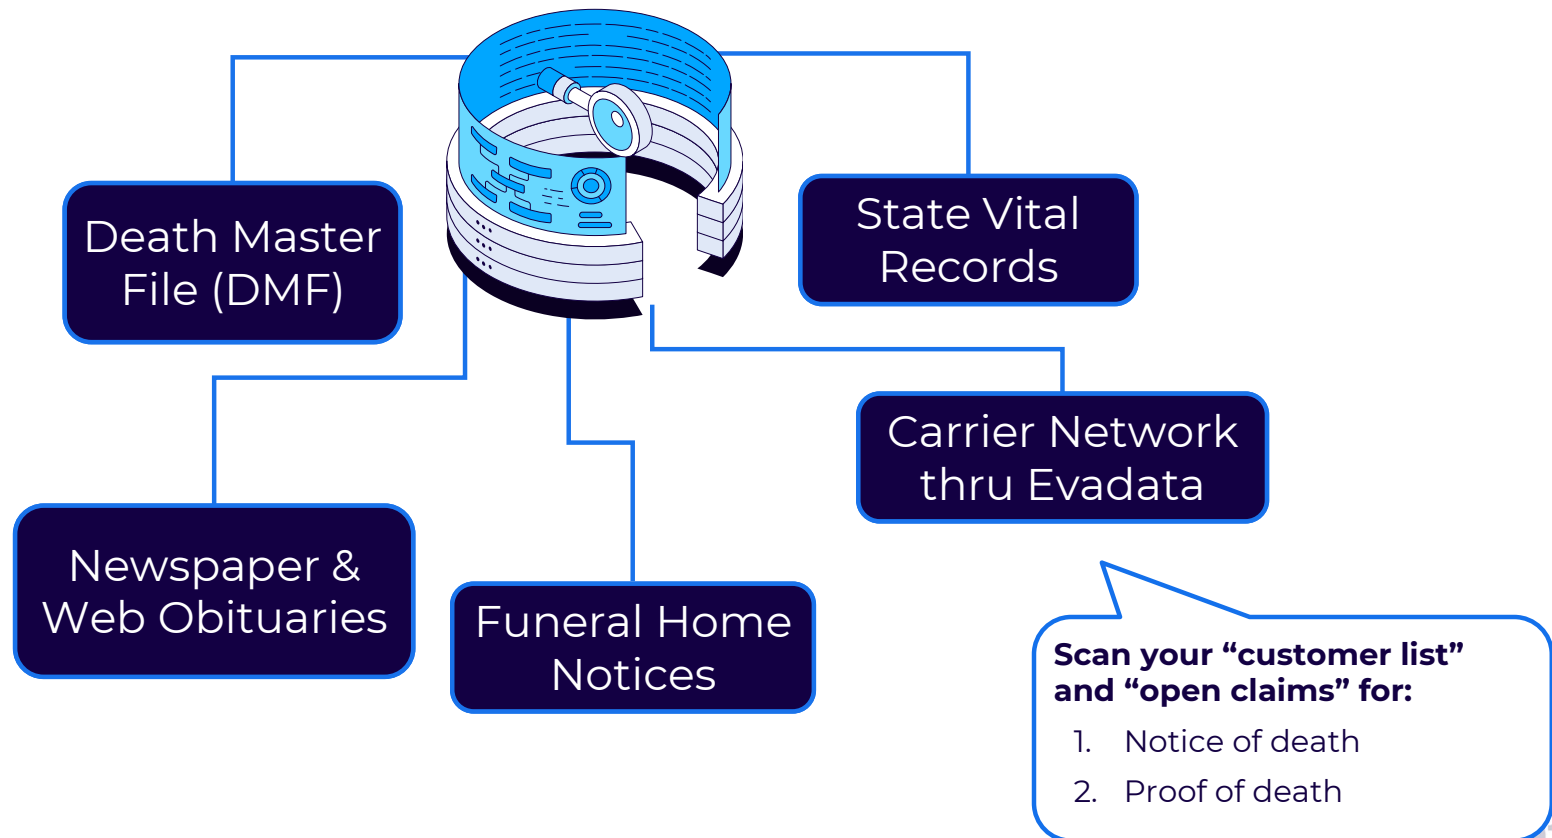 Death Master
File (DMF)
State Vital
Records
Carrier Network
thru Evadata
Newspaper &
Web Obituaries
Funeral Home
Notices
Scan your “customer list”
and “open claims” for:
1. Notice of death
2. Proof of death